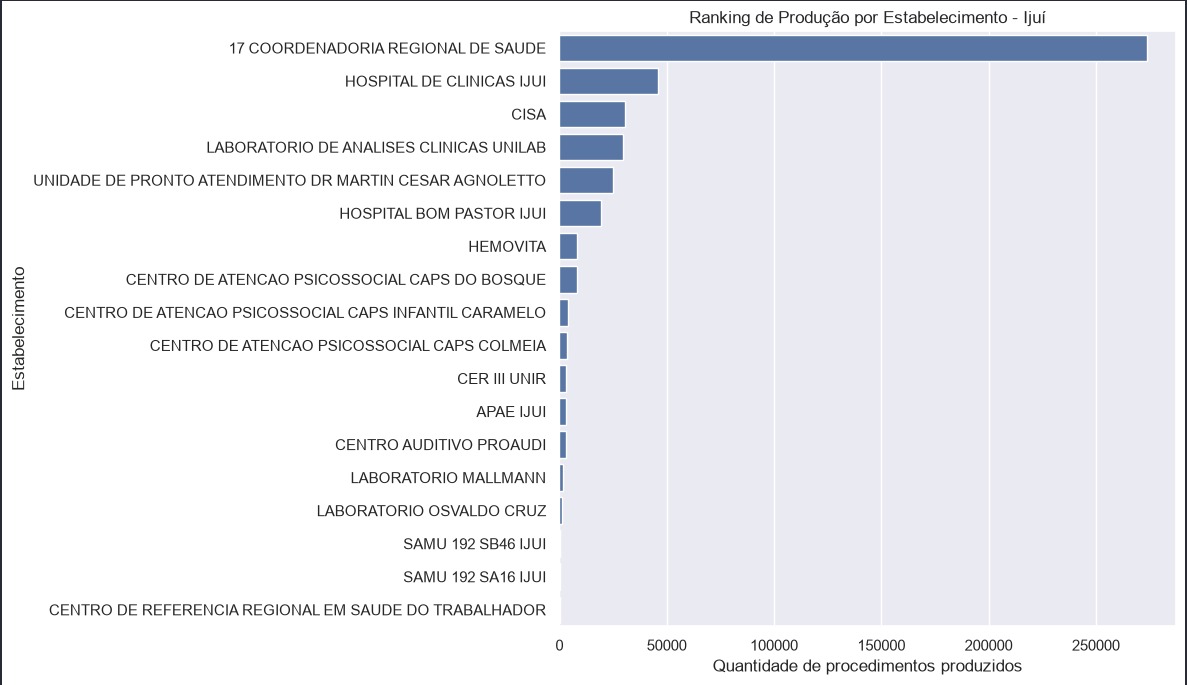 Ranking de Produção por Estabelecimento - Ijuí
17 COORDENADORIA REGIONAL DE SAUDE
HOSPITAL DE CLINICAS IJUI
CISA
LABORATORIO DE ANALISES CLINICAS UNILAB
UNIDADE DE PRONTO ATENDIMENTO DR MARTIN CESAR AGNOLETTO
HOSPITAL BOM PASTOR IJUI
HEMOVITA
CENTRO DE ATENCAO PSICOSSOCIAL CAPS DO BOSQUE
CENTRO DE ATENCAO PSICOSSOCIAL CAPS INFANTIL CARAMELO
CENTRO DE ATENCAO PSICOSSOCIAL CAPS COLMEIA
CER III UNIR
APAE IJUI
CENTRO AUDITIVO PROAUDI
LABORATORIO MALLMANN
LABORATORIO OSVALDO CRUZ
SAMU 192 SB46 IJUI
SAMU 192 SA16 IJUI
CENTRO DE REFERENCIA REGIONAL EM SAUDE DO TRABALHADOR
Estabelecimento
0 50000 100000 150000 200000 250000
Quantidade de procedimentos produzidos